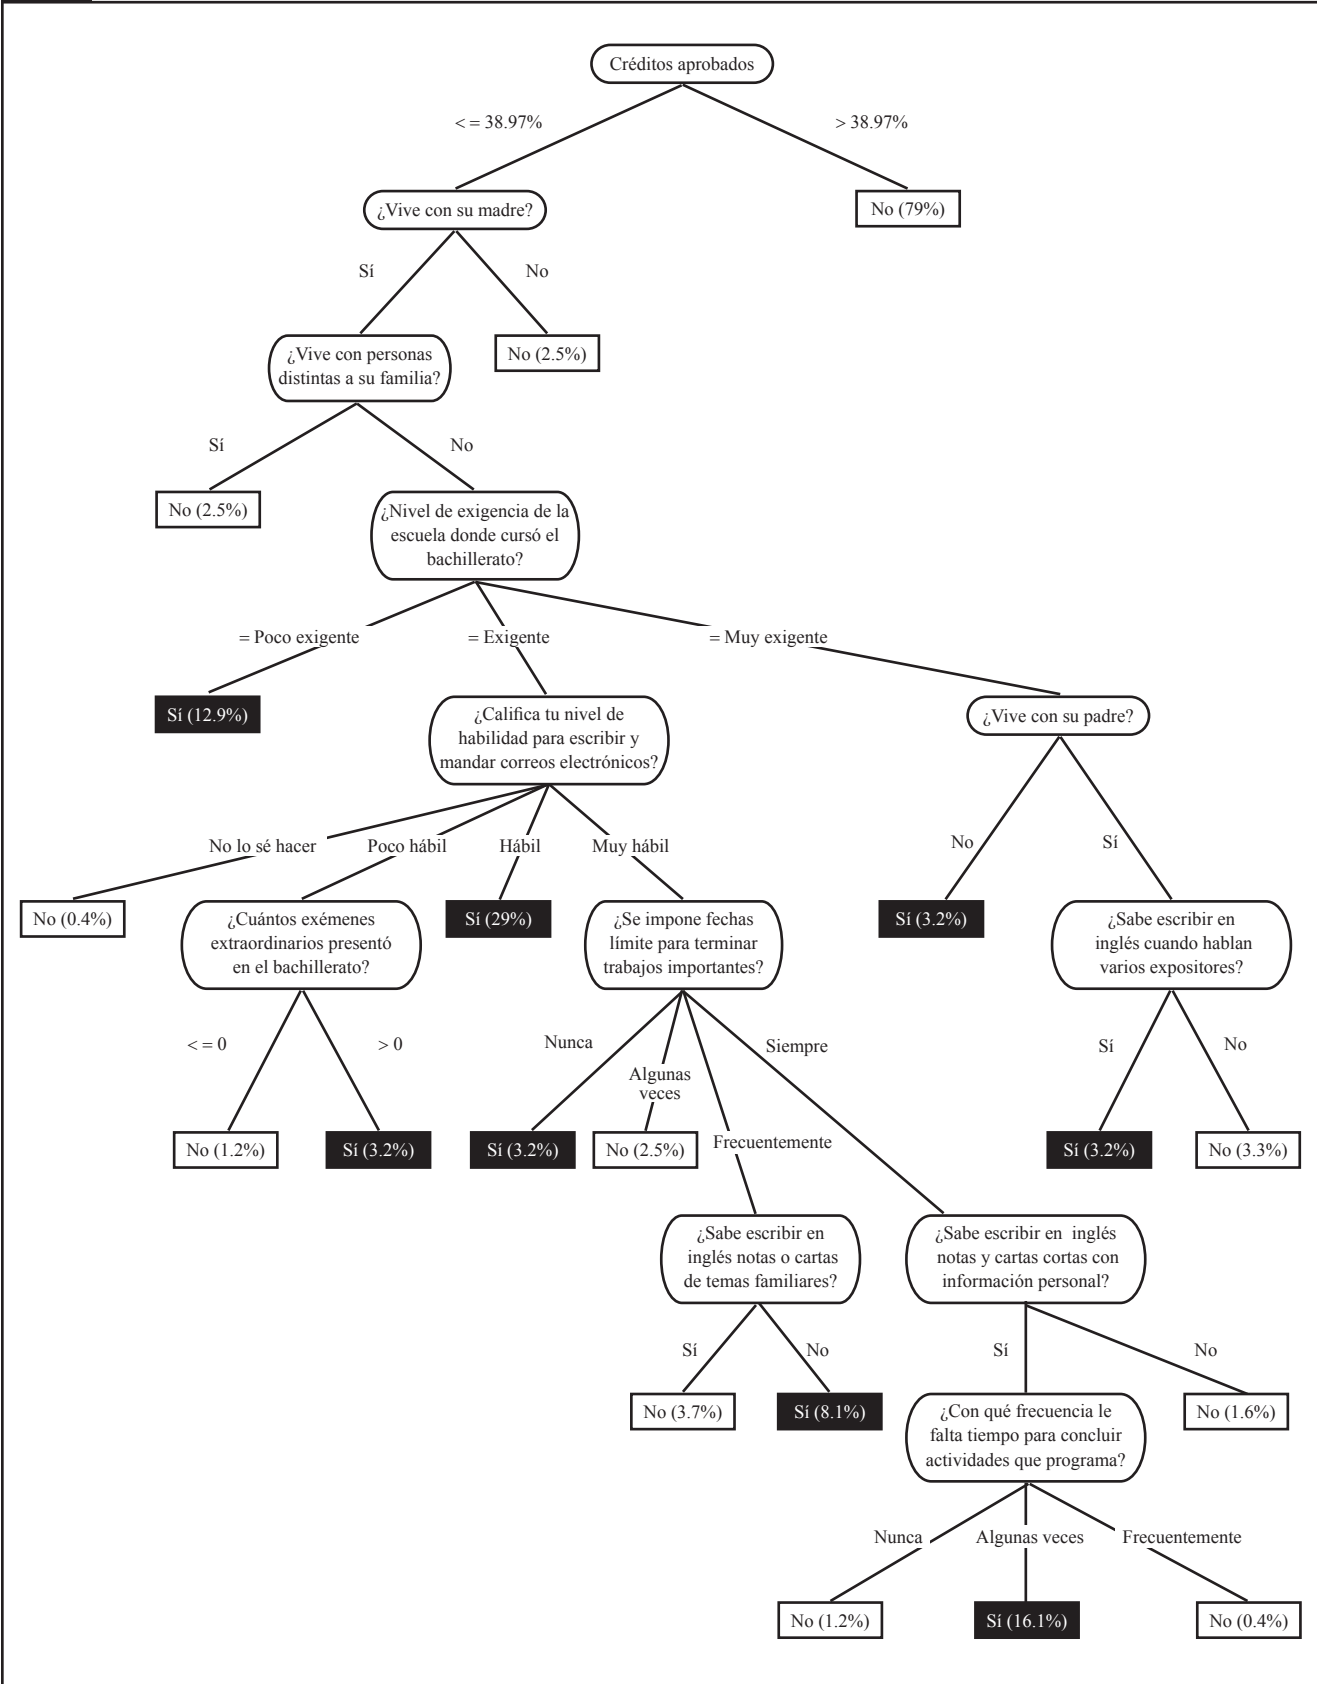 Créditos aprobados
< = 38.97%
> 38.97%
¿Vive con su madre?
No (79%)
Sí
No
¿Vive con personas
distintas a su familia?
No (2.5%)
Sí
No
No (2.5%)
¿Nivel de exigencia de la
escuela donde cursó el
bachillerato?
= Poco exigente
= Exigente
= Muy exigente
Sí (12.9%)
¿Califica tu nivel de
habilidad para escribir y
mandar correos electrónicos?
¿Vive con su padre?
No lo sé hacer
Poco hábil
Hábil
Muy hábil
No
Sí
No (0.4%)
¿Cuántos exémenes
extraordinarios presentó
en el bachillerato?
Sí (29%)
¿Se impone fechas
límite para terminar
trabajos importantes?
Sí (3.2%)
¿Sabe escribir en
inglés cuando hablan
varios expositores?
< = 0
> 0
Nunca
Algunas
veces
Frecuentemente
Siempre
Sí
No
No (1.2%)
Sí (3.2%)
Sí (3.2%)
No (2.5%)
Sí (3.2%)
No (3.3%)
¿Sabe escribir en
inglés notas o cartas
de temas familiares?
¿Sabe escribir en inglés
notas y cartas cortas con
información personal?
Sí
No
Sí
No
No (3.7%)
Sí (8.1%)
¿Con qué frecuencia le
falta tiempo para concluir
actividades que programa?
No (1.6%)
Nunca
Algunas veces
Frecuentemente
No (1.2%)
Sí (16.1%)
No (0.4%)